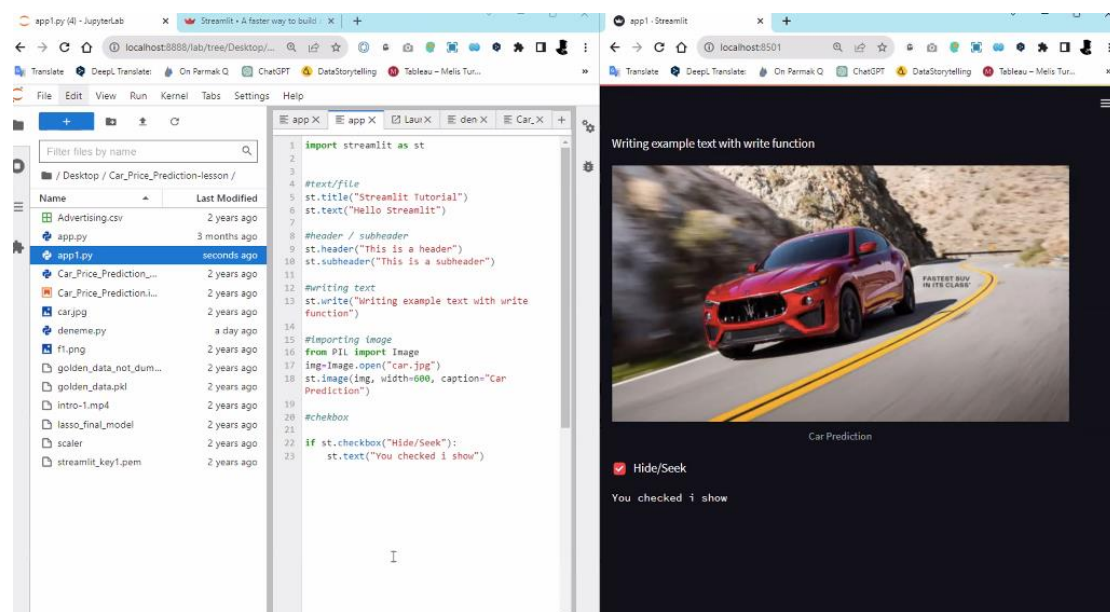 app1.py (4) - JupyterLab
Streamlit • A faster way to build
app1 - Streamlit
localhost:8888/lab/tree/Desktop/...
localhost:8501
Translate
DeepL Translate:
On Parmak Q
ChatGPT
DataStorytelling
Tableau – Melis Tur...
»
Translate
DeepL Translate:
On Parmak Q
ChatGPT
DataStorytelling
Tableau – Melis Tur...
File Edit View Run Kernel Tabs Settings Help
Filter files by name
/ Desktop / Car_Price_Prediction-lesson /
Name Last Modified
Advertising.csv 2 years ago
app.py 3 months ago
app1.py seconds ago
Car_Price_Prediction_... 2 years ago
Car_Price_Prediction.i... 2 years ago
car.jpg 2 years ago
deneme.py a day ago
f1.png 2 years ago
golden_data_not_dum... 2 years ago
golden_data.pkl 2 years ago
intro-1.mp4 2 years ago
lasso_final_model 2 years ago
scaler 2 years ago
streamlit_key1.pem 2 years ago
app app Laur den Car_
1 import streamlit as st
2
3
4 #text/file
5 st.title("Streamlit Tutorial")
6 st.text("Hello Streamlit")
7
8 #header / subheader
9 st.header("This is a header")
10 st.subheader("This is a subheader")
11
12 #writing text
13 st.write("Writing example text with write
function")
14
15 #importing image
16 from PIL import Image
17 img=Image.open("car.jpg")
18 st.image(img, width=600, caption="Car
Prediction")
19
20 #chekbox
21
22 if st.checkbox("Hide/Seek"):
23 st.text("You checked i show")
Writing example text with write function
FASTEST SUV
IN ITS CLASS*
Car Prediction
Hide/Seek
You checked i show